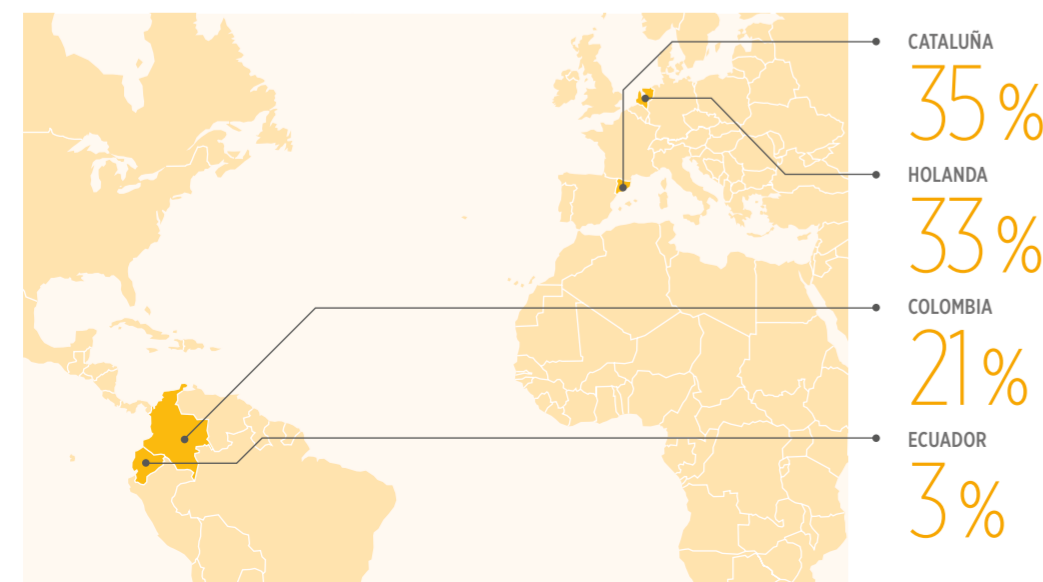 CATALUÑA
35 %
HOLANDA
33 %
COLOMBIA
21 %
ECUADOR
3 %